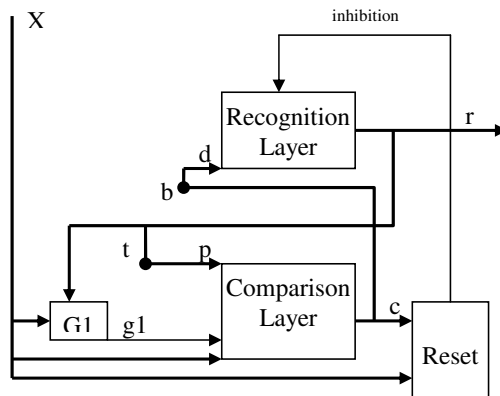 X
inhibition
Recognition
Layer
r
d
b
t
p
G1
g1
Comparison
Layer
c
Reset